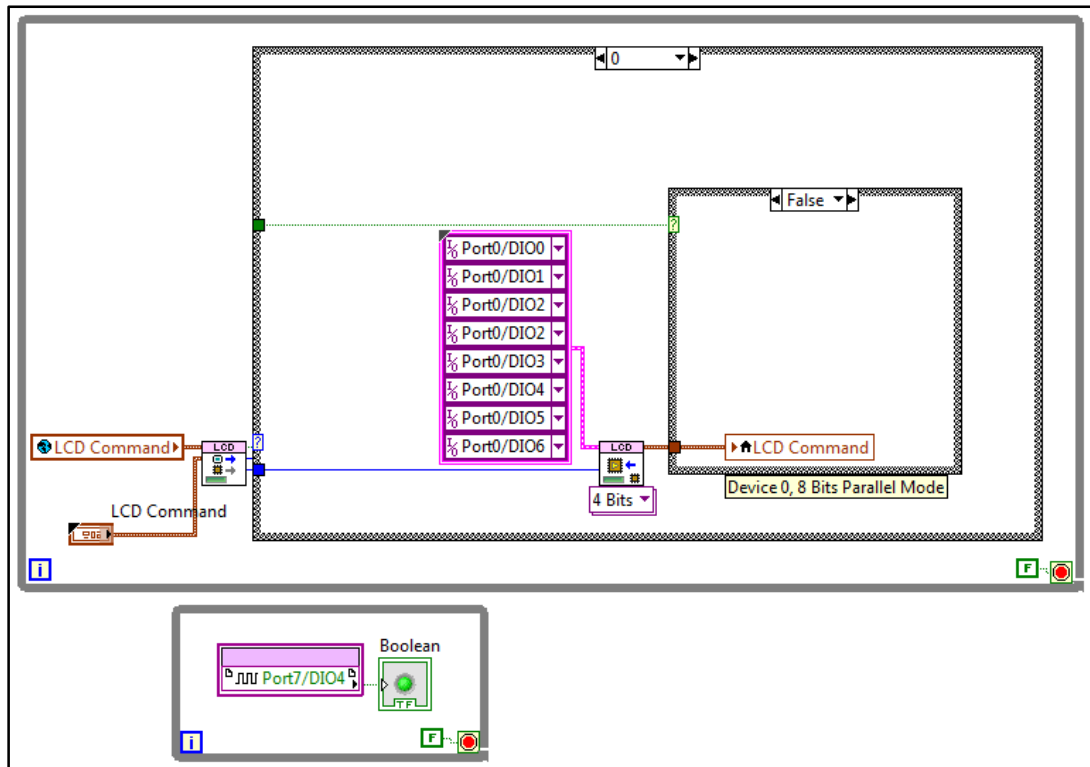 0
False
?
I/O Port0/DIO0
I/O Port0/DIO1
I/O Port0/DIO2
I/O Port0/DIO2
I/O Port0/DIO3
I/O Port0/DIO4
I/O Port0/DIO5
I/O Port0/DIO6
LCD Command
LCD
?
LCD
LCD Command
4 Bits
Device 0, 8 Bits Parallel Mode
LCD Command
i
F
Boolean
Port7/DIO4
TF
i
F